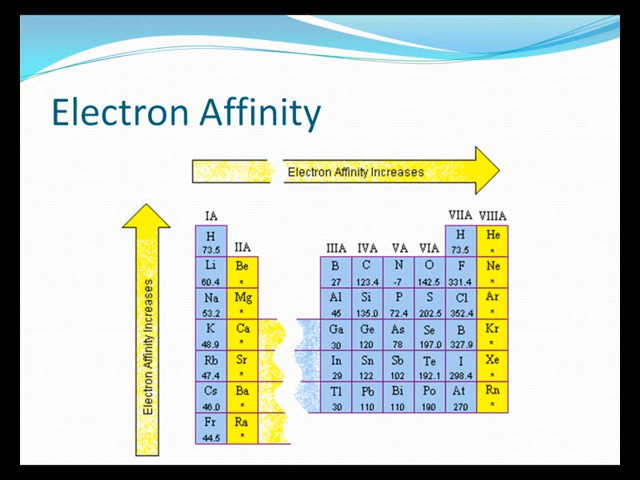 Electron Affinity
Electron Affinity Increases
Electron Affinity Increases
IA VIIA VIIIA
H H He
73.5 IIA IIIA IVA VA VIA 73.5 *
Li Be B C N O F Ne
60.4 * 27 123.4 -7 142.5 331.4 *
Na Mg Al Si P S Cl Ar
53.2 * 45 135.0 72.4 202.5 352.4 *
K Ca Ga Ge As Se B Kr
48.9 * 30 120 78 197.0 327.9 *
Rb Sr In Sn Sb Te I Xe
47.4 * 29 122 102 192.1 298.4 *
Cs Ba Tl Pb Bi Po At Rn
46.0 * 30 110 110 190 270 *
Fr Ra
44.5 *